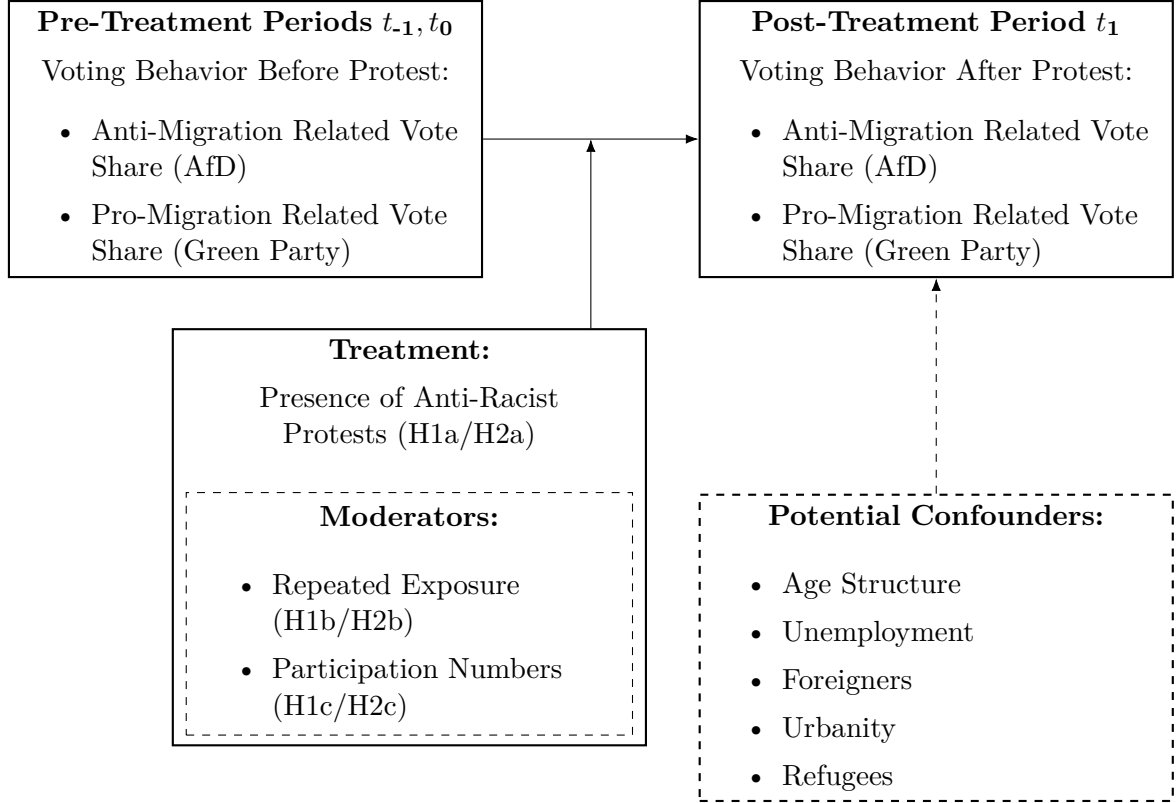 Pre-Treatment Periods t-1, t0
Voting Behavior Before Protest:
• Anti-Migration Related Vote
Share (AfD)
• Pro-Migration Related Vote
Share (Green Party)
Post-Treatment Period t1
Voting Behavior After Protest:
• Anti-Migration Related Vote
Share (AfD)
• Pro-Migration Related Vote
Share (Green Party)
Treatment:
Presence of Anti-Racist
Protests (H1a/H2a)
Moderators:
• Repeated Exposure
(H1b/H2b)
• Participation Numbers
(H1c/H2c)
Potential Confounders:
• Age Structure
• Unemployment
• Foreigners
• Urbanity
• Refugees